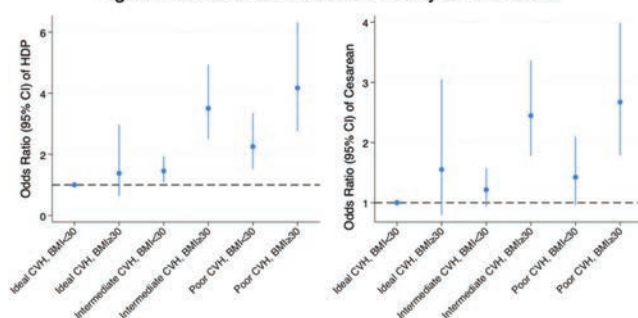 Odds Ratio (95% CI) of HDP
6
4
2
0
Ideal CVH, BMI<30
Ideal CVH, BMI≥30
Intermediate CVH, BMI<30
Intermediate CVH, BMI≥30
Poor CVH, BMI<30
Poor CVH, BMI≥30
Odds Ratio (95% CI) of Cesarean
4
3
2
1
Ideal CVH, BMI<30
Ideal CVH, BMI≥30
Intermediate CVH, BMI<30
Intermediate CVH, BMI≥30
Poor CVH, BMI<30
Poor CVH, BMI≥30